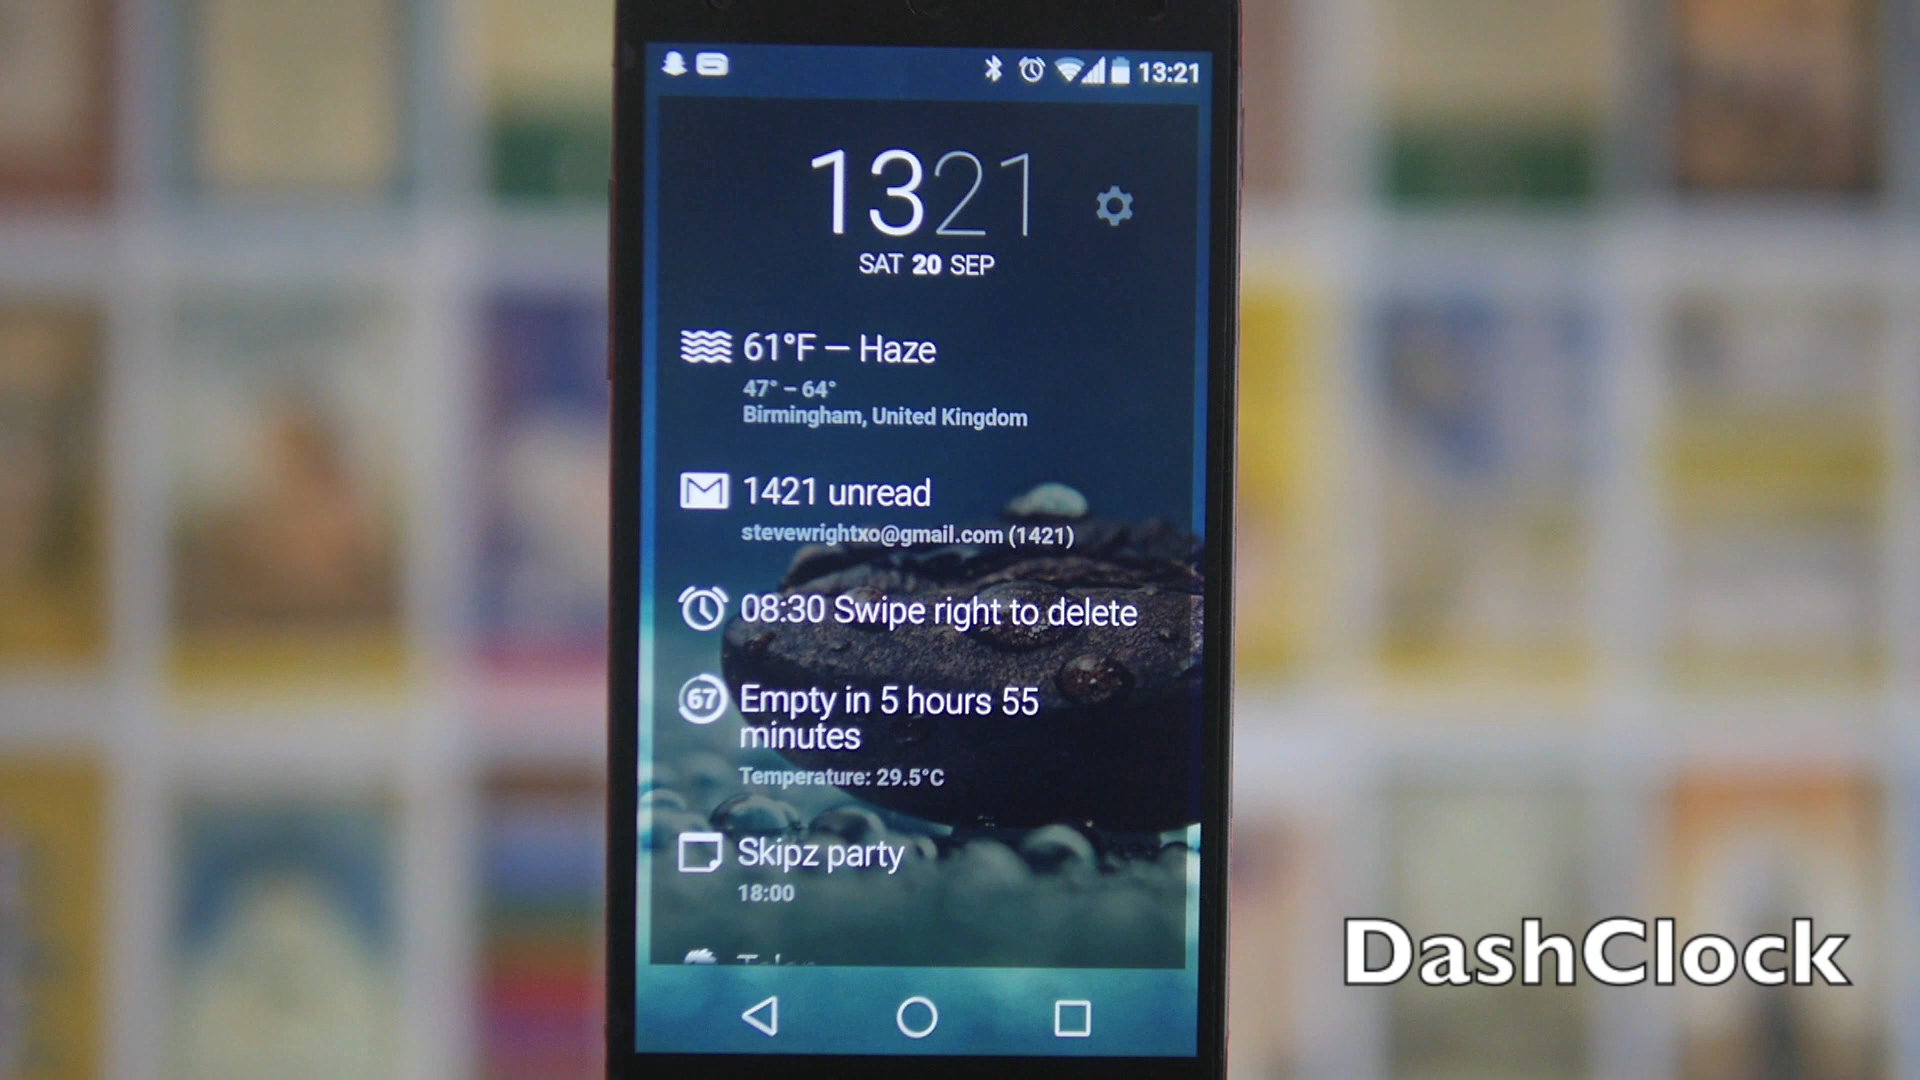 13:21
1321
SAT 20 SEP
61°F – Haze
47° – 64°
Birmingham, United Kingdom
1421 unread
stevewrightxo@gmail.com (1421)
08:30 Swipe right to delete
67
Empty in 5 hours 55
minutes
Temperature: 29.5°C
Skipz party
18:00
DashClock